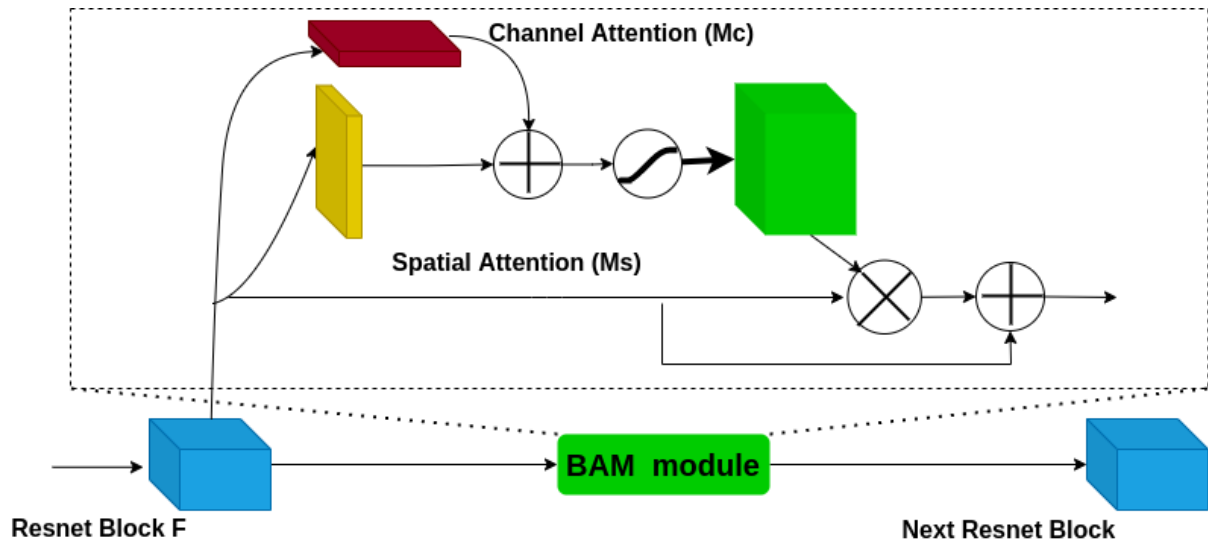 Channel Attention (Mc)
Spatial Attention (Ms)
BAM module
Resnet Block F
Next Resnet Block